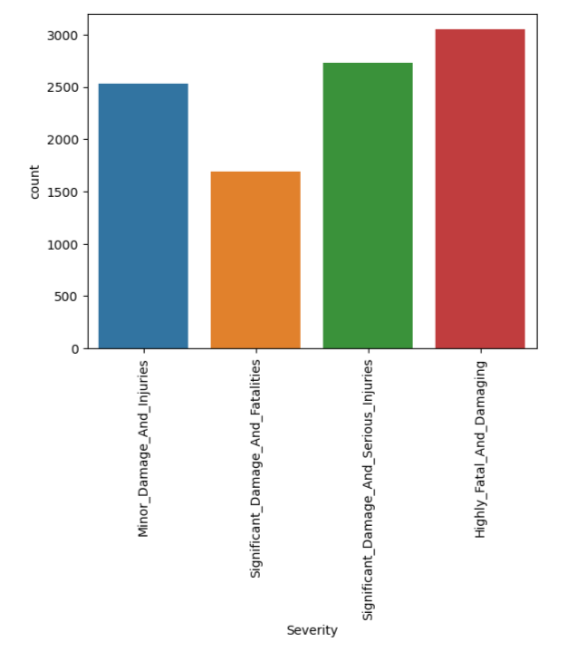 3000
2500
2000
1500
1000
500
0
count
Minor_Damage_And_Injuries
Significant_Damage_And_Fatalities
Significant_Damage_And_Serious_Injuries
Highly_Fatal_And_Damaging
Severity